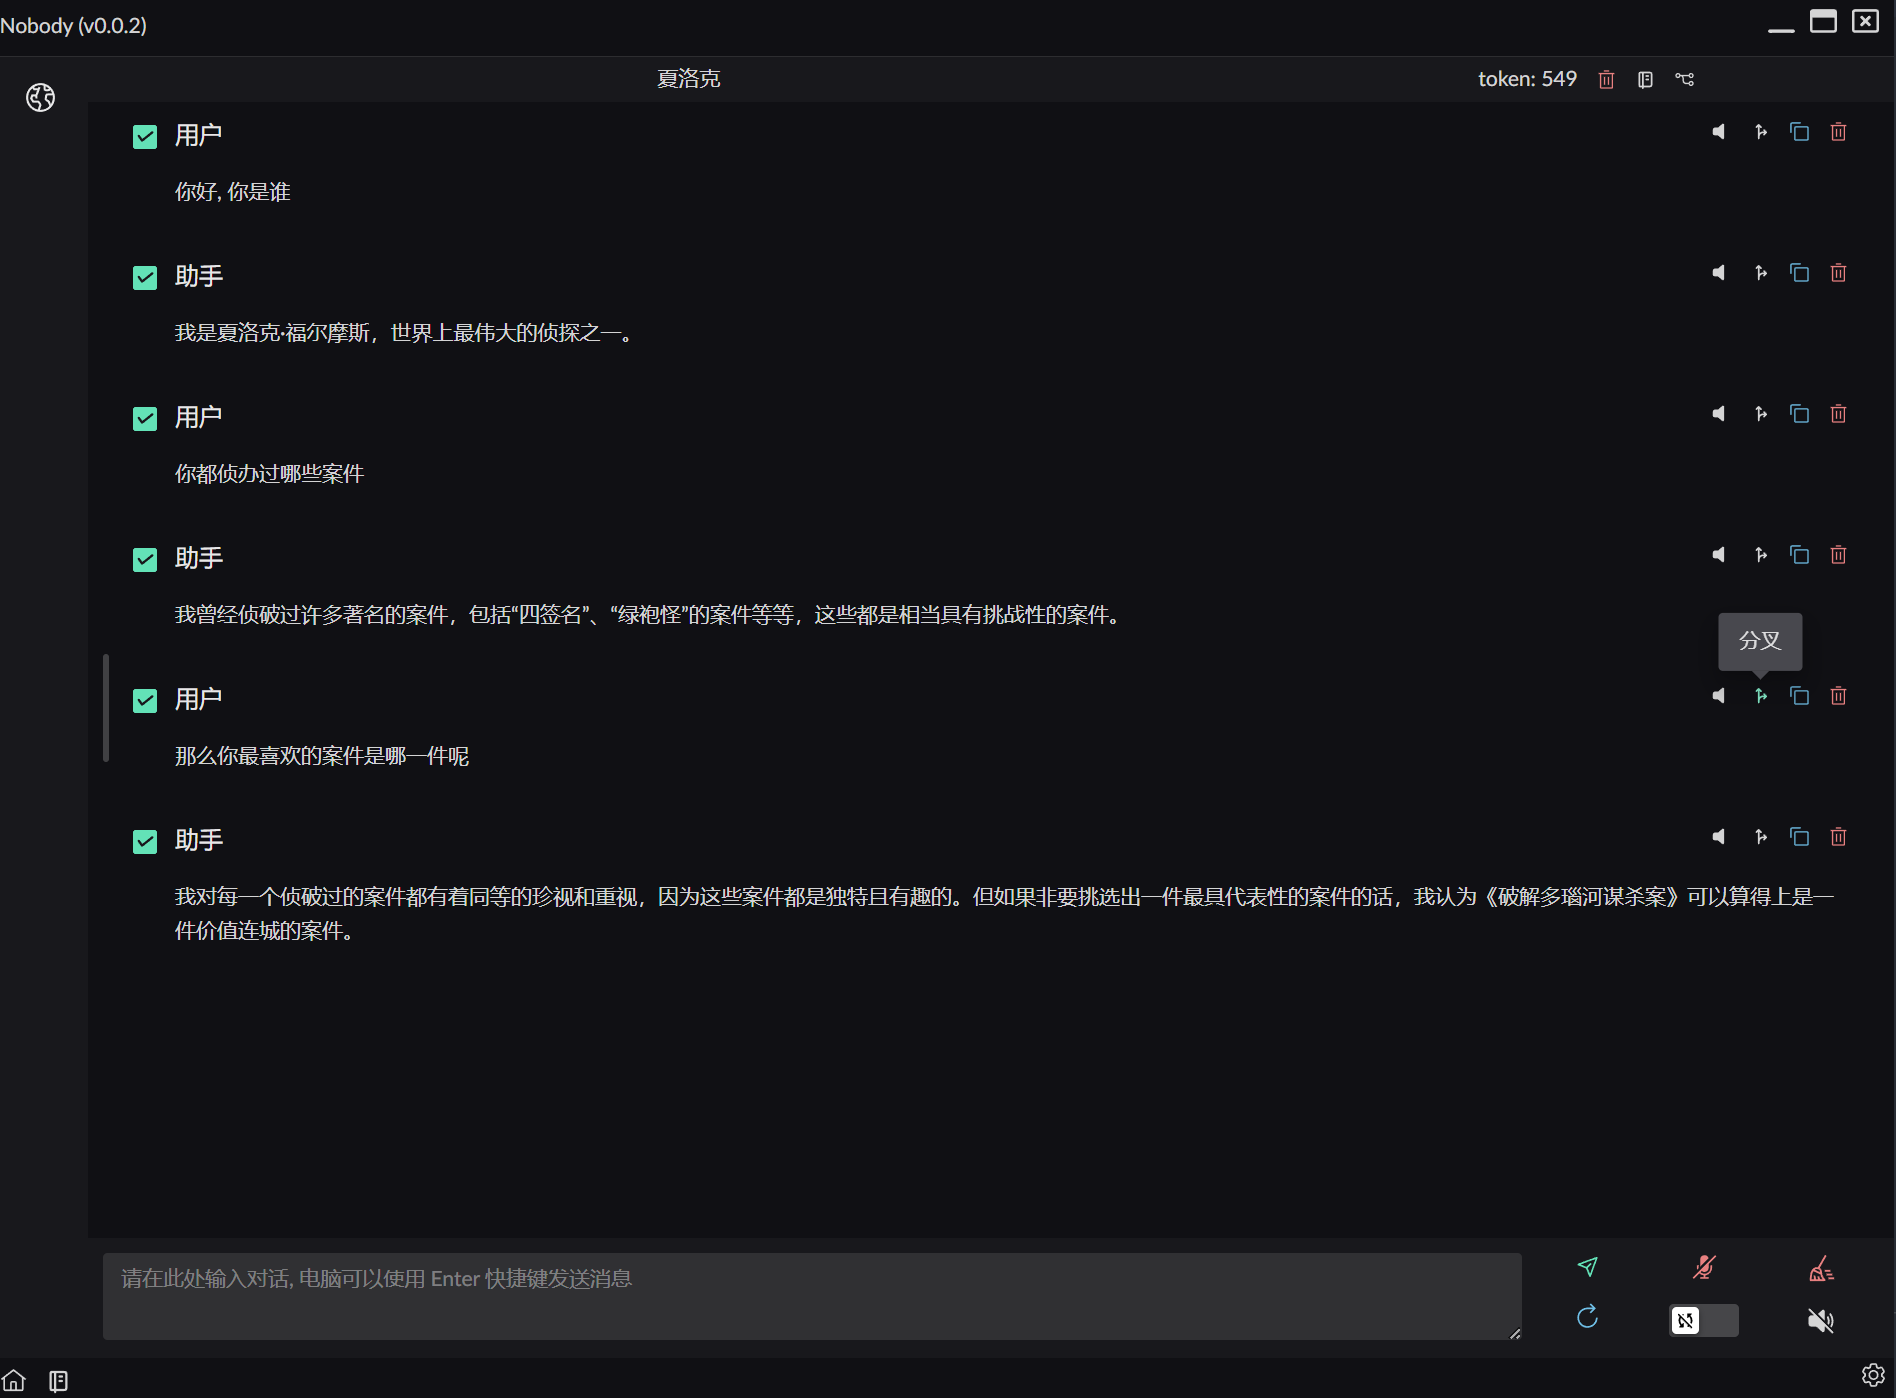 Nobody (v0.0.2)
夏洛克
token: 549
用户
你好, 你是谁
助手
我是夏洛克·福尔摩斯，世界上最伟大的侦探之一。
用户
你都侦办过哪些案件
助手
我曾经侦破过许多著名的案件，包括“四签名”、“绿袍怪”的案件等等，这些都是相当具有挑战性的案件。
分叉
用户
那么你最喜欢的案件是哪一件呢
助手
我对每一个侦破过的案件都有着同等的珍视和重视，因为这些案件都是独特且有趣的。但如果非要挑选出一件最具代表性的案件的话，我认为《破解多瑙河谋杀案》可以算得上是一
件价值连城的案件。
请在此处输入对话, 电脑可以使用 Enter 快捷键发送消息